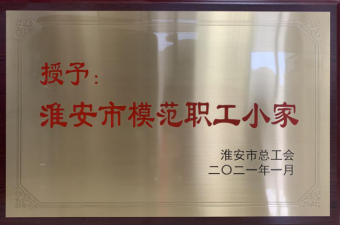 授予：
淮安市模范职工小家
淮安市总工会
二〇二一年一月